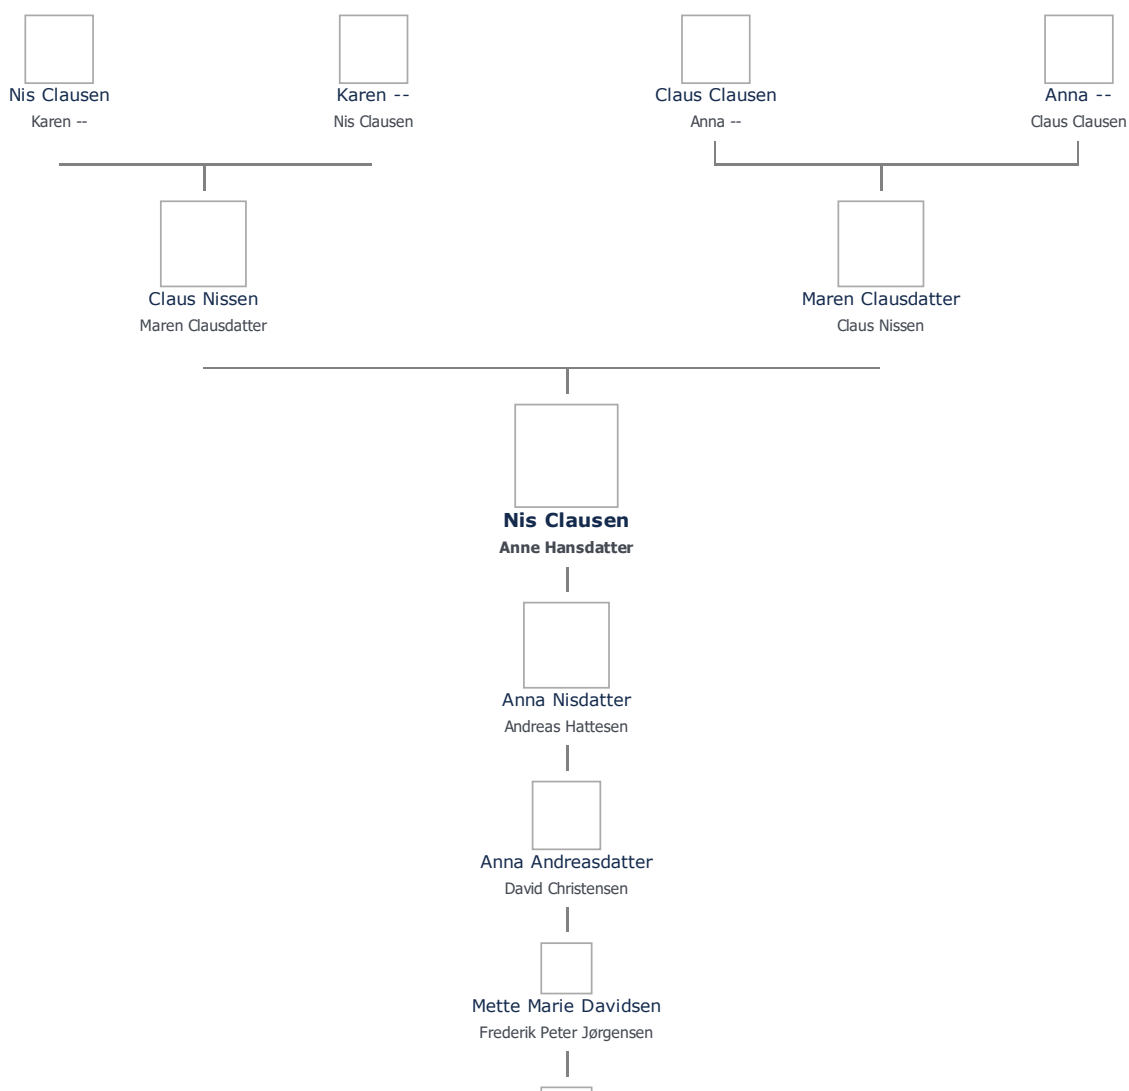 Nis Clausen
Karen --
Karen --
Nis Clausen
Claus Clausen
Anna --
Anna --
Claus Clausen
Claus Nissen
Maren Clausdatter
Maren Clausdatter
Claus Nissen
Nis Clausen
Anne Hansdatter
Anna Nisdatter
Andreas Hattesen
Anna Andreasdatter
David Christensen
Mette Marie Davidsen
Frederik Peter Jørgensen